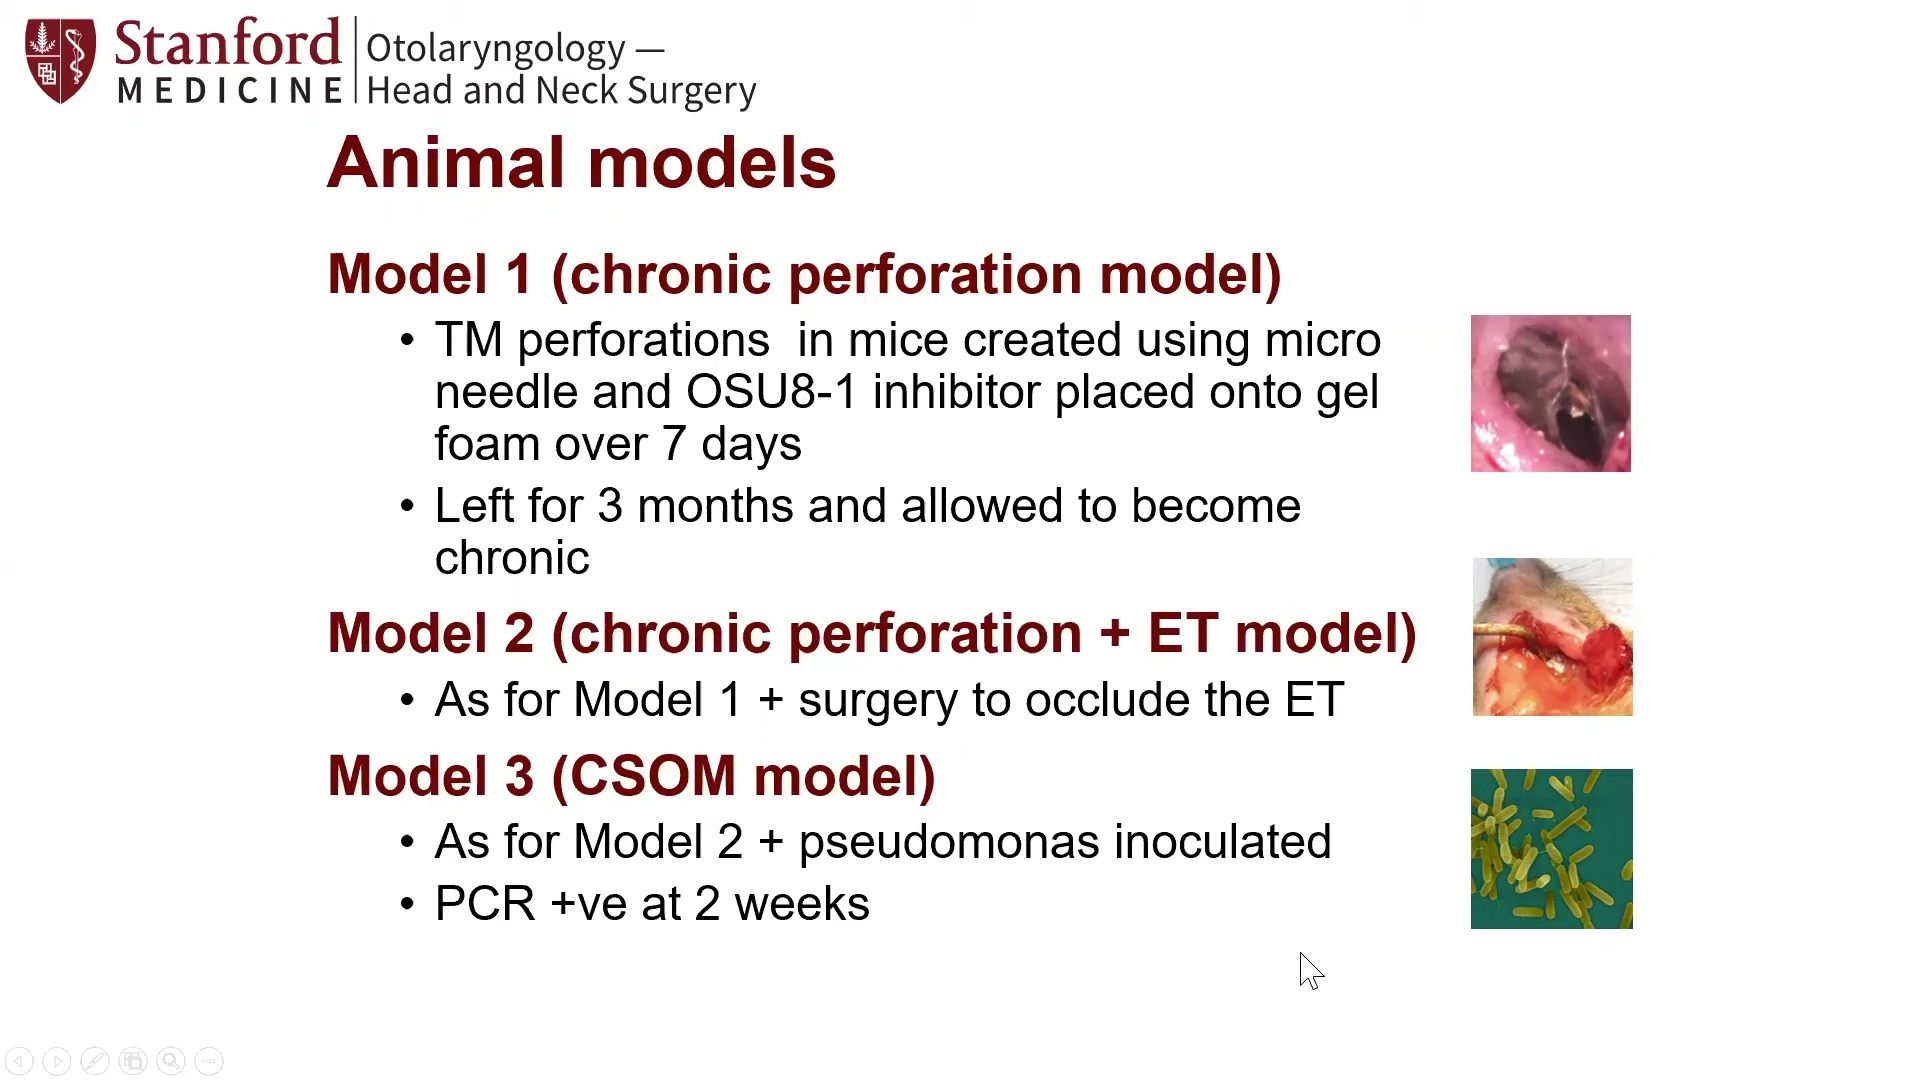 Stanford
MEDICINE
Otolaryngology —
Head and Neck Surgery
Animal models
Model 1 (chronic perforation model)
• TM perforations  in mice created using micro
needle and OSU8-1 inhibitor placed onto gel
foam over 7 days
• Left for 3 months and allowed to become
chronic
Model 2 (chronic perforation + ET model)
• As for Model 1 + surgery to occlude the ET
Model 3 (CSOM model)
• As for Model 2 + pseudomonas inoculated
• PCR +ve at 2 weeks